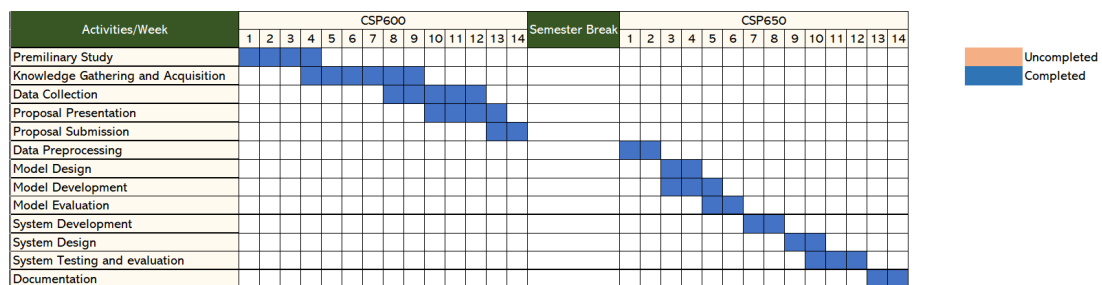 Activities/Week
CSP600
Semester Break
CSP650
1 2 3 4 5 6 7 8 9 10 11 12 13 14
1 2 3 4 5 6 7 8 9 10 11 12 13 14
Premilinary Study
Knowledge Gathering and Acquisition
Data Collection
Proposal Presentation
Proposal Submission
Data Preprocessing
Model Design
Model Development
Model Evaluation
System Development
System Design
System Testing and evaluation
Documentation
Uncompleted
Completed